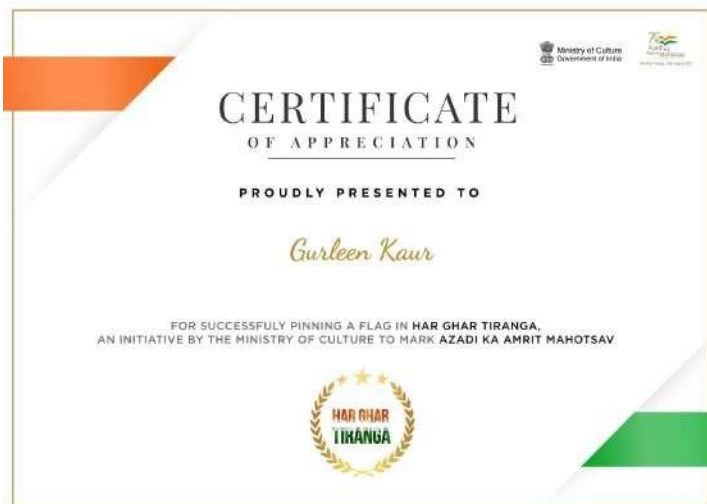 Ministry of Culture
Government of India
CERTIFICATE
OF APPRECIATION
PROUDLY PRESENTED TO
Gurleen Kaur
FOR SUCCESSFULY PINNING A FLAG IN HAR GHAR TIRANGA,
AN INITIATIVE BY THE MINISTRY OF CULTURE TO MARK AZADI KA AMRIT MAHOTSAV
HAR GHAR
TIRANGA